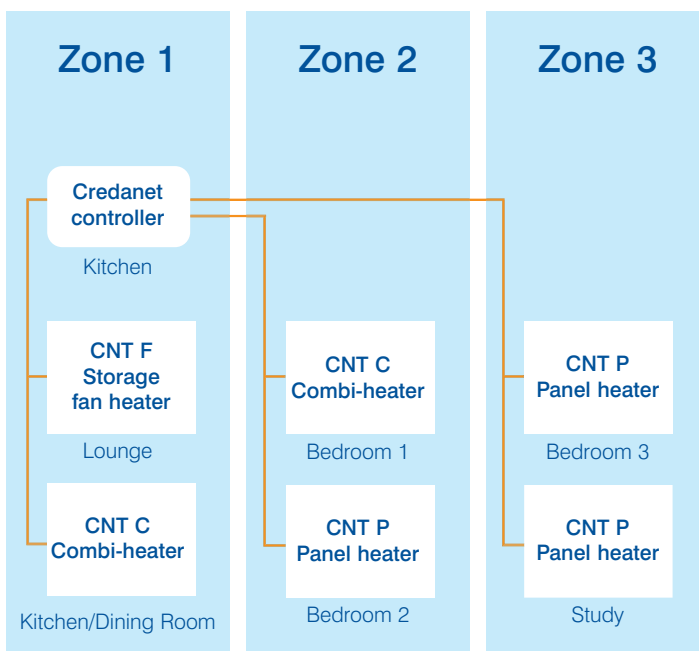 Zone 1
Credanet
controller
Kitchen
CNT F
Storage
fan heater
Lounge
CNT C
Combi-heater
Kitchen/Dining Room
Zone 2
CNT C
Combi-heater
Bedroom 1
CNT P
Panel heater
Bedroom 2
Zone 3
CNT P
Panel heater
Bedroom 3
CNT P
Panel heater
Study